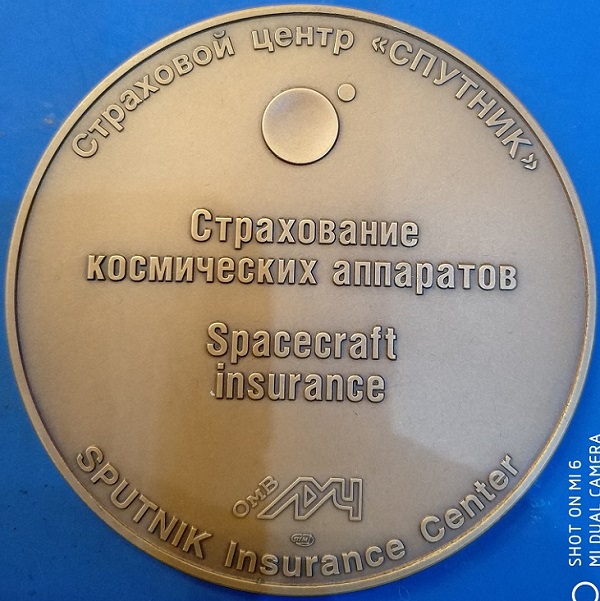 Страховой центр «СПУТНИК»
Страхование
космических аппаратов
Spacecraft
insurance
ОмВ
SPUTNIK Insurance Center
SHOT ON MI 6
MI DUAL CAMERA